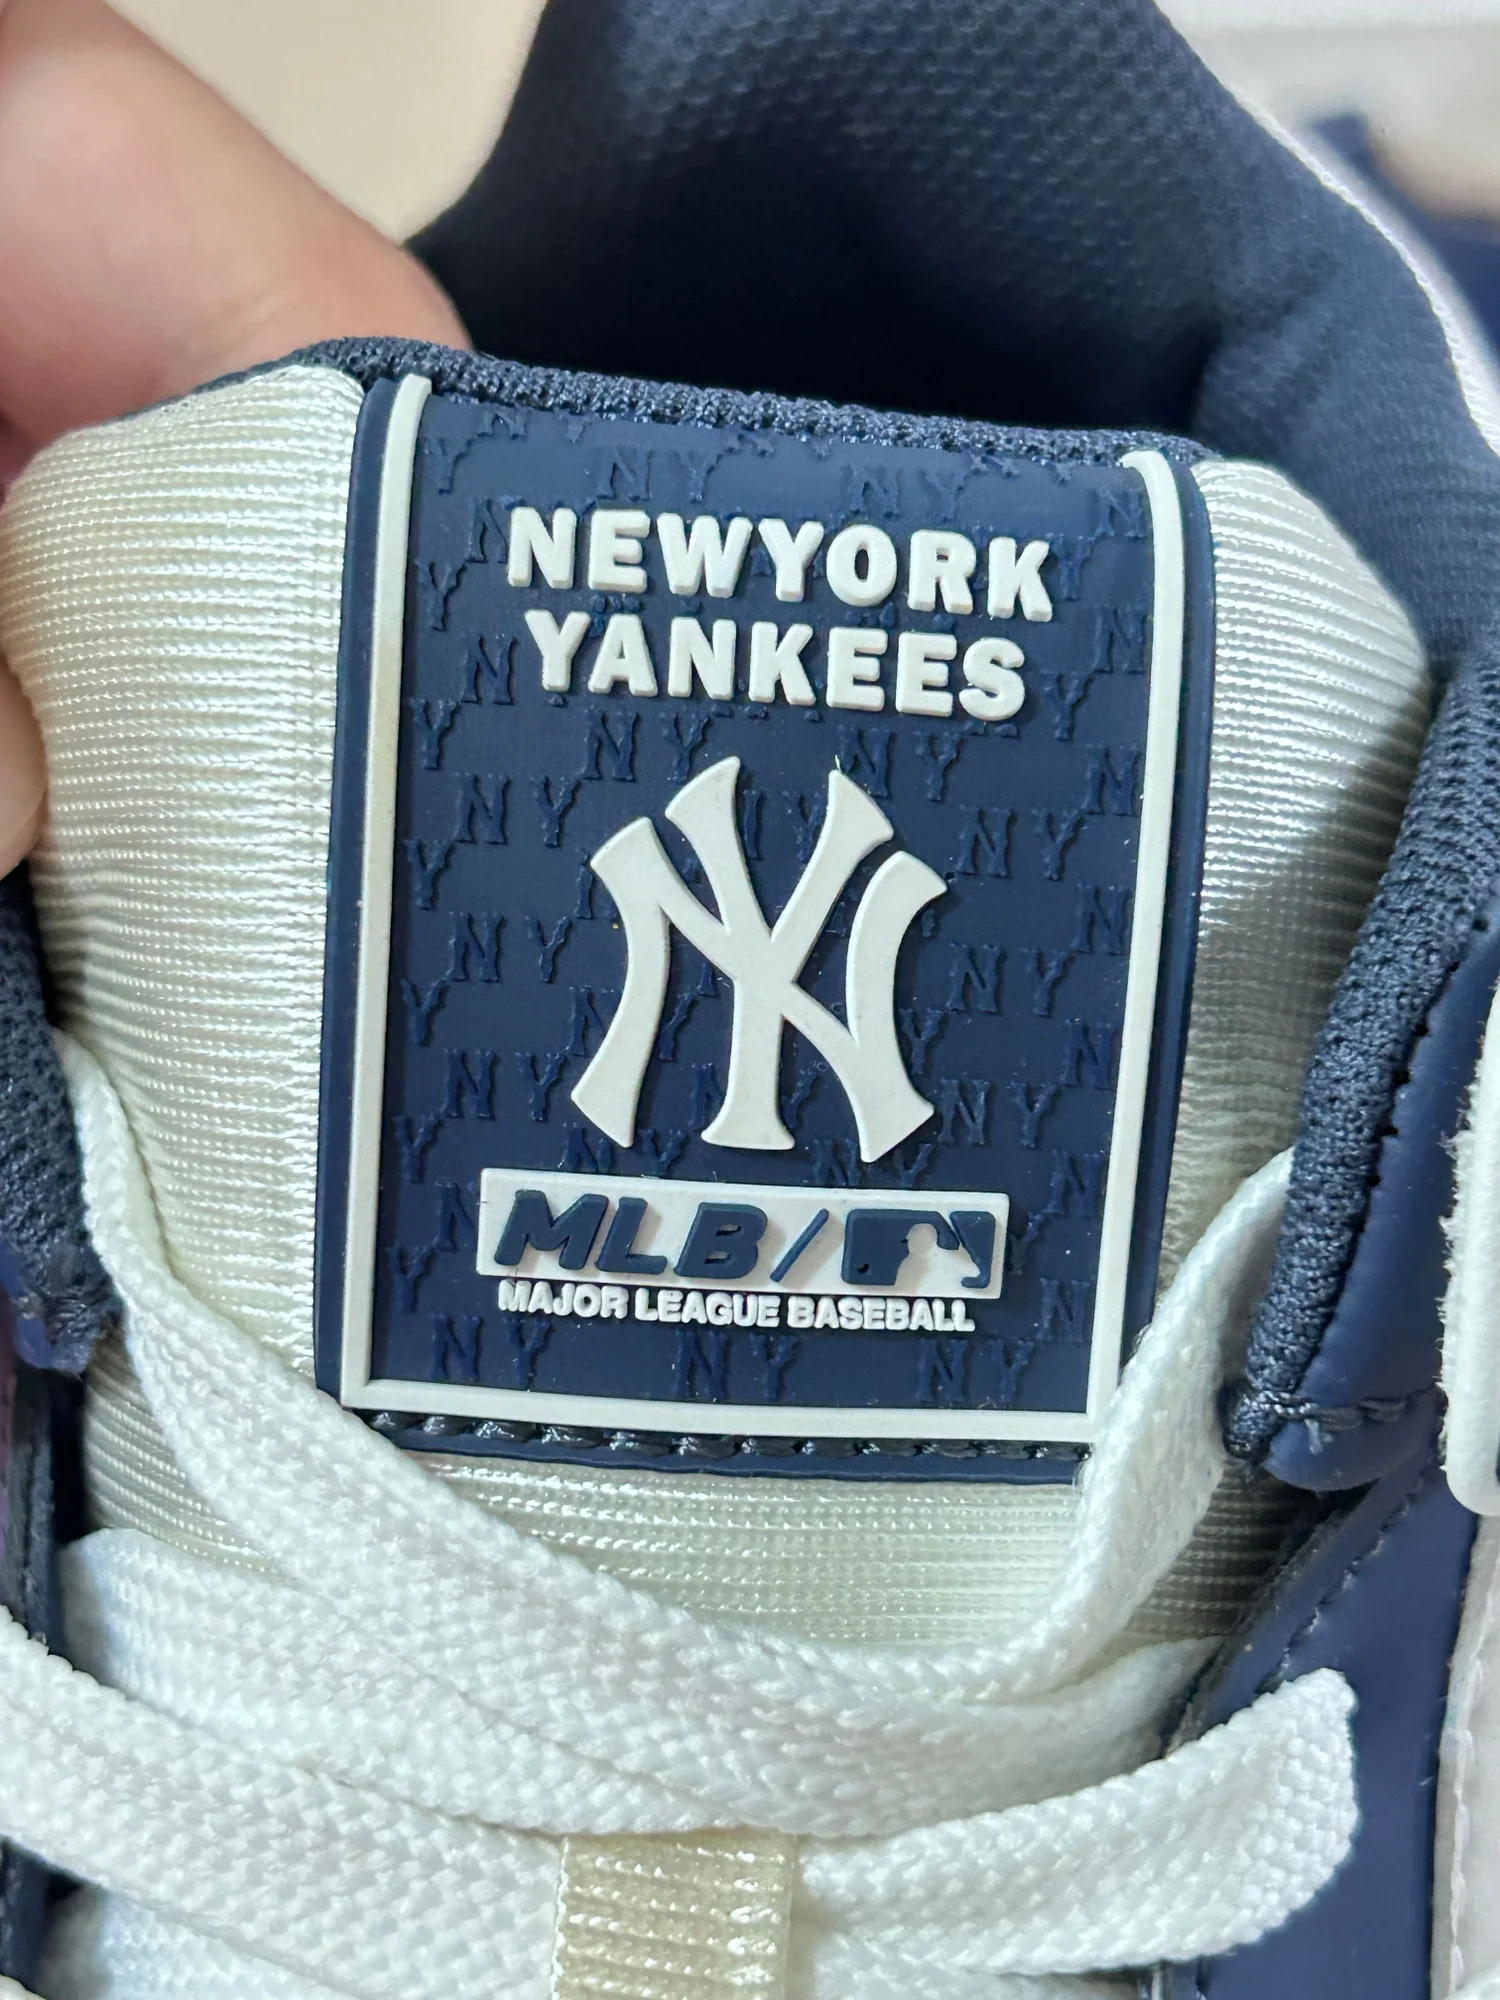 NEWYORK
YANKEES
NY
MLB/
MAJOR LEAGUE BASEBALL